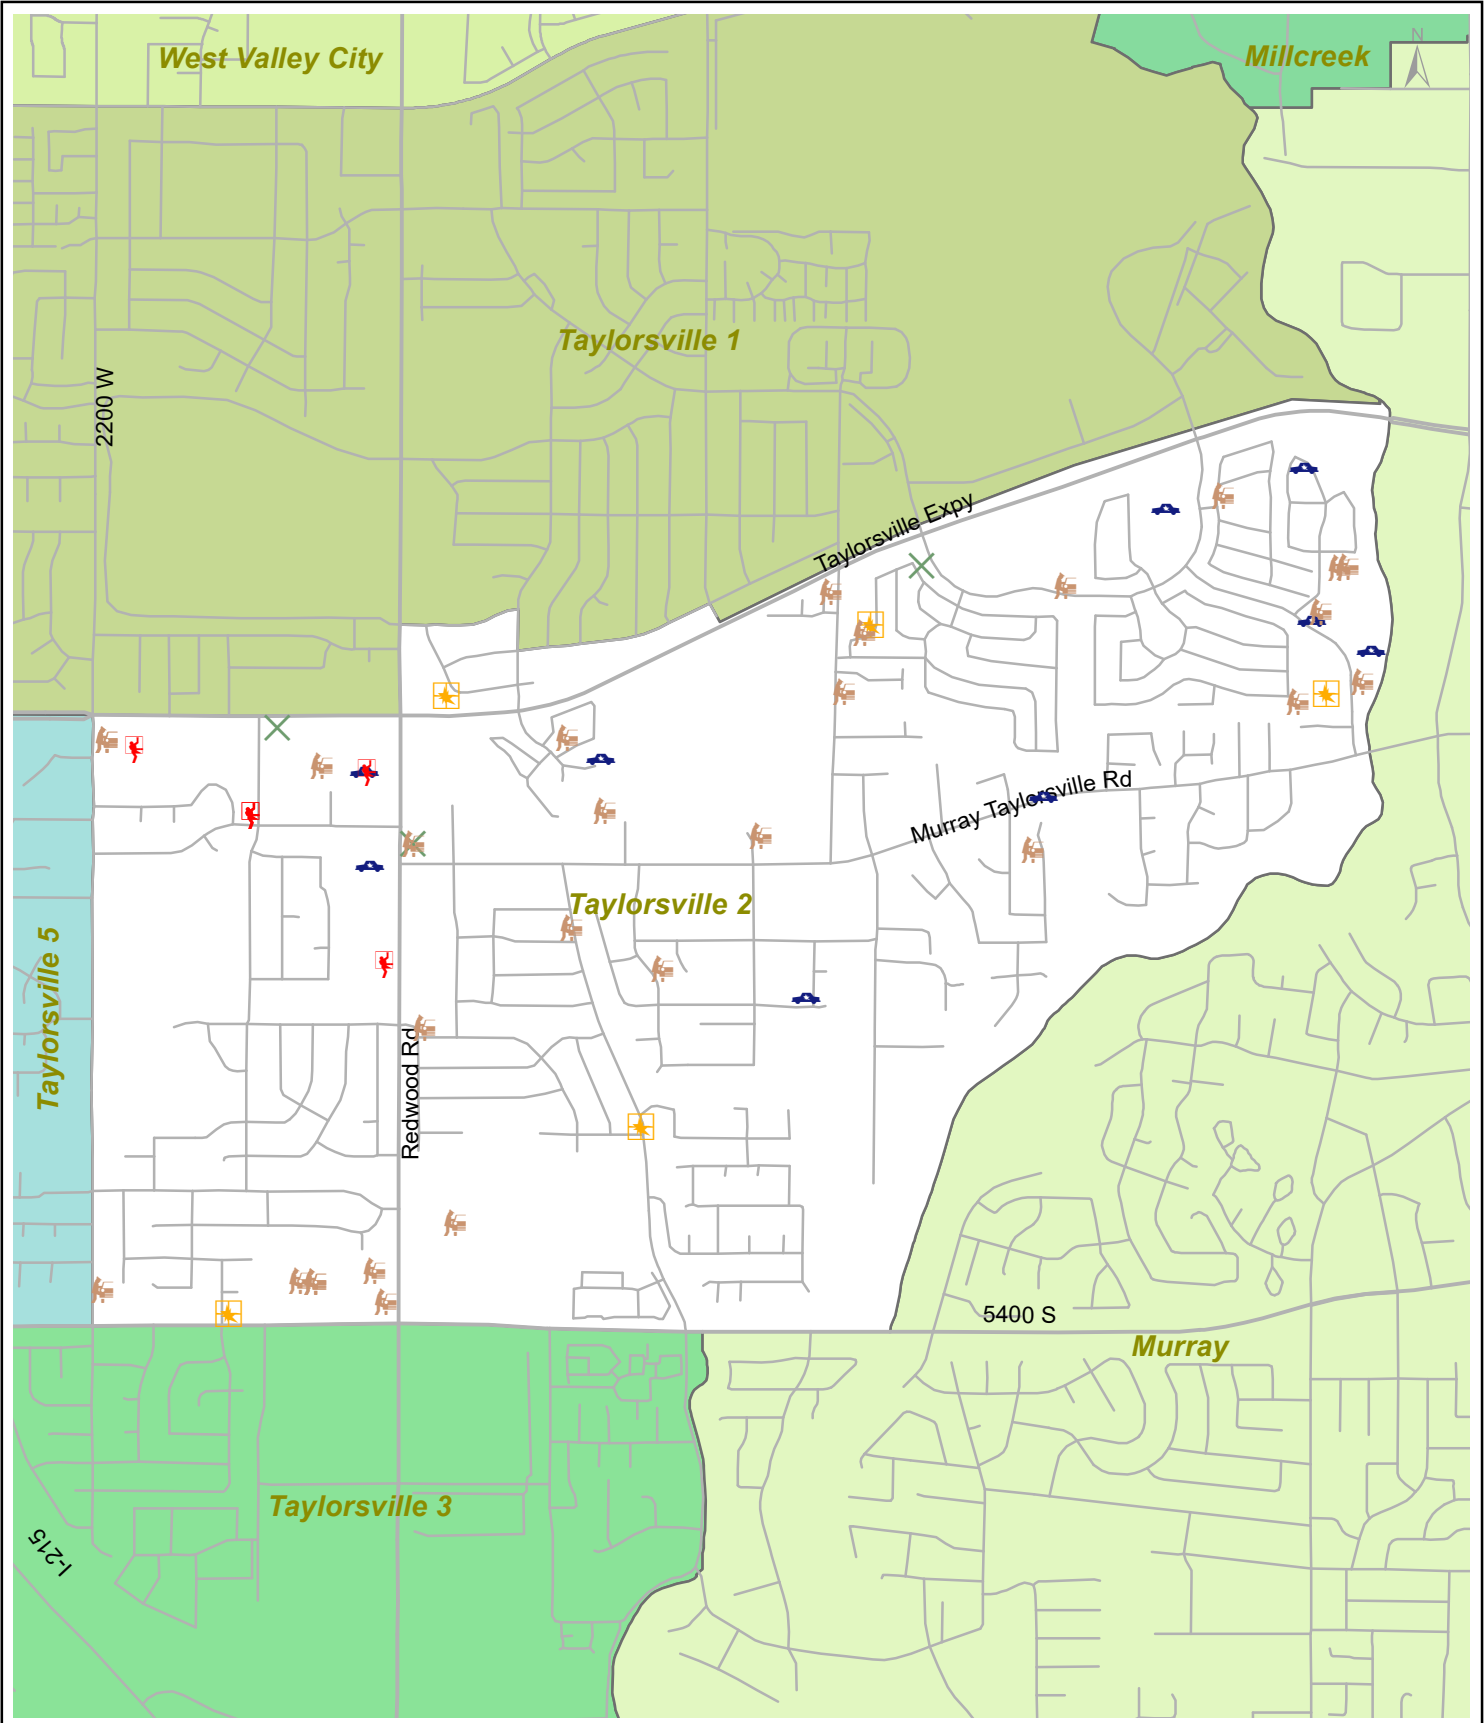 West Valley City
Millcreek
N
Taylorsville 1
2200 W
Taylorsville Expy
Murray Taylorsville Rd
Taylorsville 2
Taylorsville 5
Redwood Rd
5400 S
Murray
Taylorsville 3
I-215